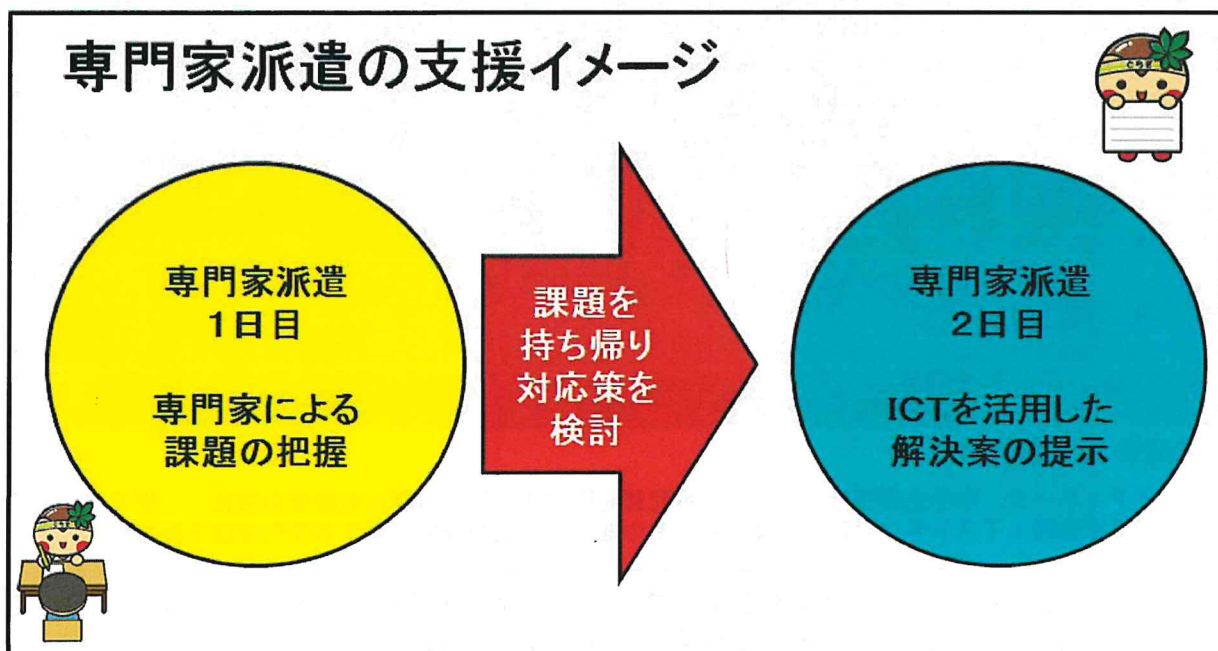 専門家派遣の支援イメージ
専門家派遣
1日目
専門家による
課題の把握
課題を
持ち帰り
対応策を
検討
専門家派遣
2日目
ICTを活用した
解決案の提示